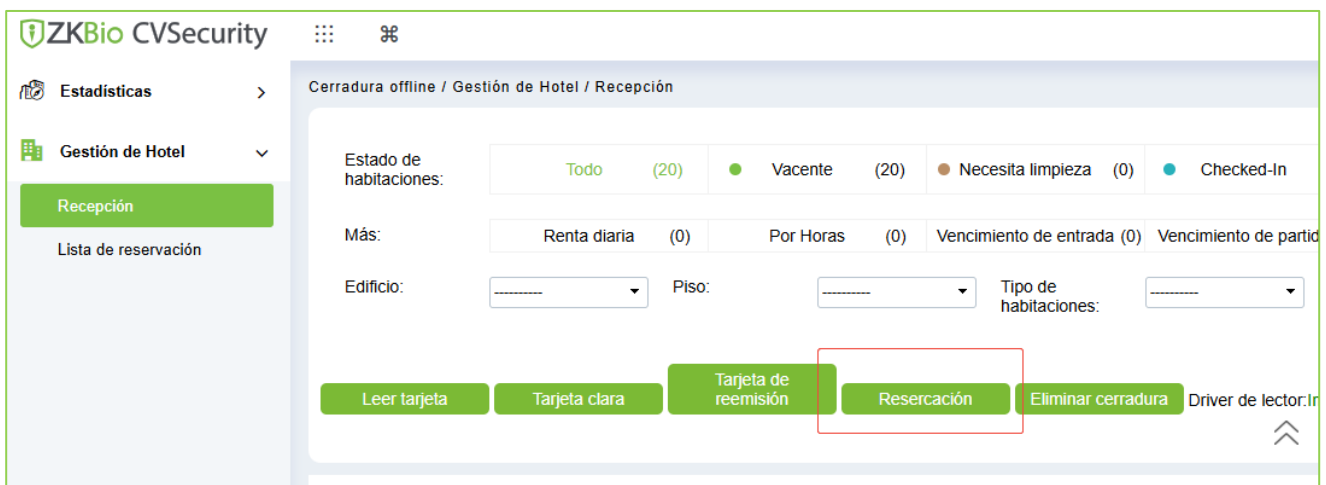 ZKBio CVSecurity
Estadísticas
Cerradura offline / Gestión de Hotel / Recepción
Gestión de Hotel
Estado de
habitaciones:
Todo (20) Vacente (20) Necesita limpieza (0) Checked-In
Recepción
Más: Renta diaria (0) Por Horas (0) Vencimiento de entrada (0) Vencimiento de partid
Lista de reservación
Edificio: ---------- Piso: ---------- Tipo de
habitaciones: ----------
Leer tarjeta Tarjeta clara Tarjeta de
reemisión Resercación Eliminar cerradura Driver de lector:Ir